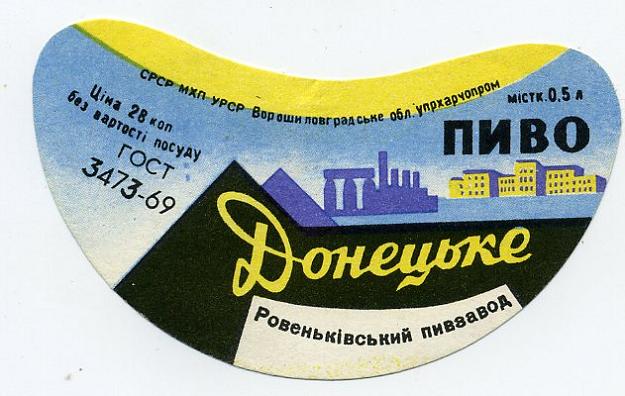 СРСР МХП УРСР Ворошиловградське обл.упрхарчопром
Ціна 28 коп
без вартості посуду
ГОСТ
3473-69
містк. 0,5 л
ПИВО
Донецьке
Ровеньківський пивзавод